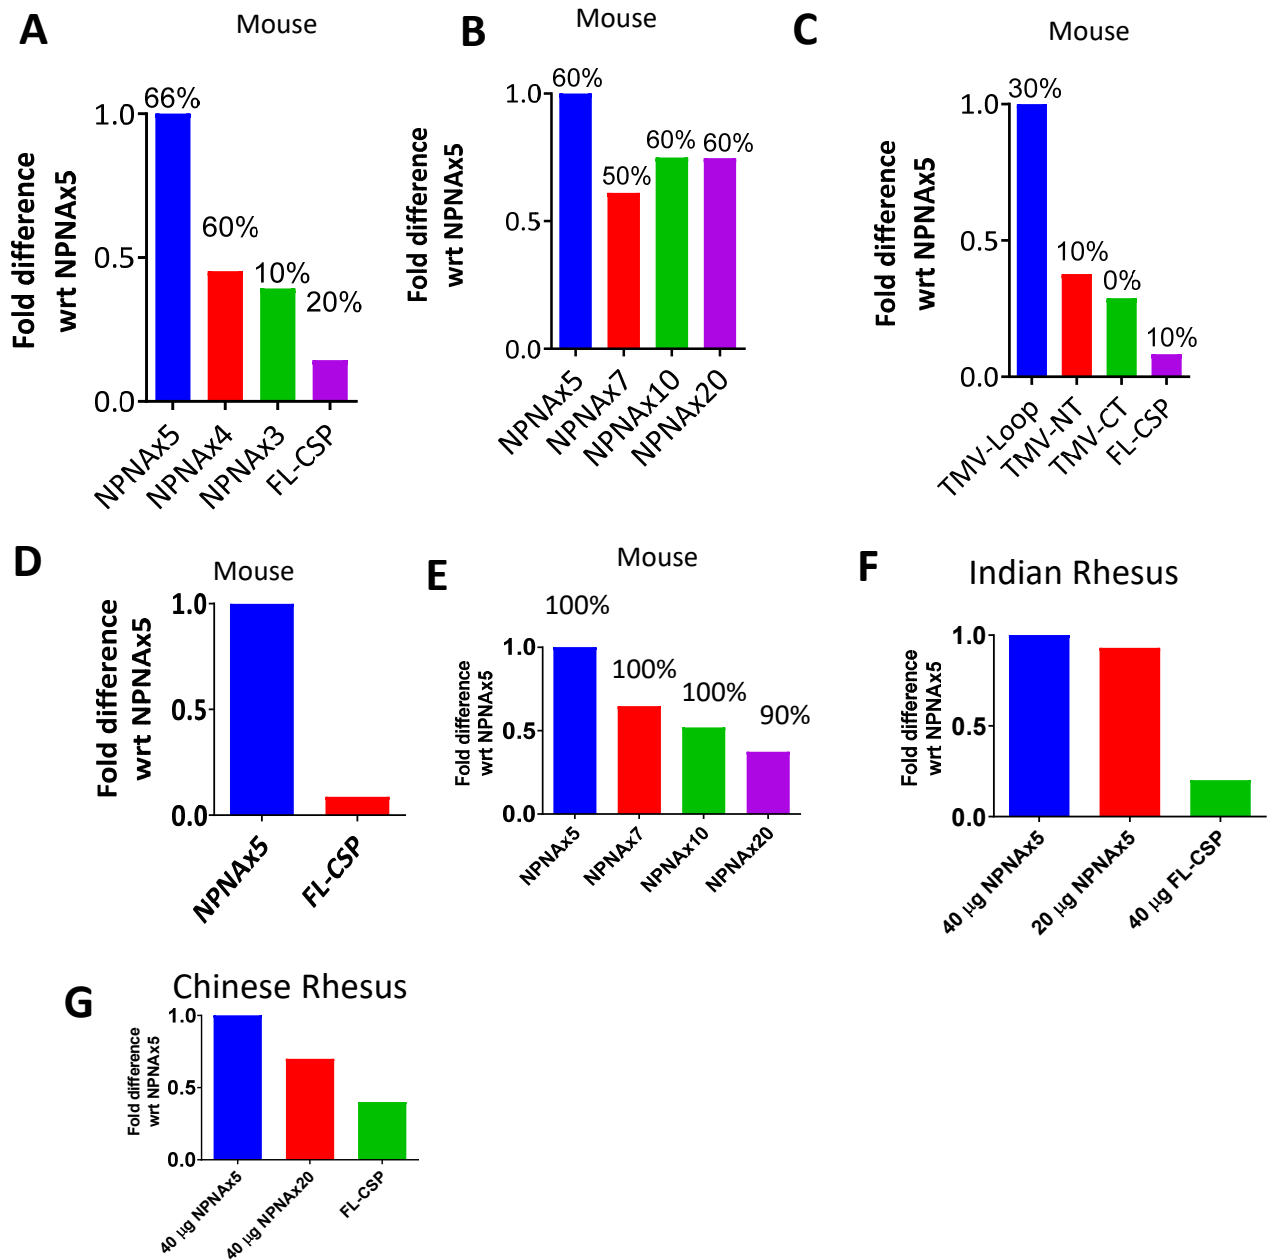 A
Mouse
Fold difference
wrt NPNAx5
1.0
0.5
0.0
66%
60%
10%
20%
NPNAx5
NPNAx4
NPNAx3
FL-CSP
B
Mouse
Fold difference
wrt NPNAx5
1.0
0.5
0.0
60%
50%
60%
60%
NPNAx5
NPNAx7
NPNAx10
NPNAx20
C
Mouse
Fold difference
wrt NPNAx5
1.0
0.5
0.0
30%
10%
0%
10%
TMV-Loop
TMV-NT
TMV-CT
FL-CSP
D
Mouse
Fold difference
wrt NPNAx5
1.0
0.5
0.0
NPNAx5
FL-CSP
E
Mouse
Fold difference
wrt NPNAx5
1.0
0.5
0.0
100%
100%
100%
90%
NPNAx5
NPNAx7
NPNAx10
NPNAx20
F
Indian Rhesus
Fold difference
wrt NPNAx5
1.0
0.5
0.0
40 µg NPNAx5
20 µg NPNAx5
40 µg FL-CSP
G
Chinese Rhesus
Fold difference
wrt NPNAx5
1.0
0.5
0.0
40 µg NPNAx5
40 µg NPNAx20
FL-CSP